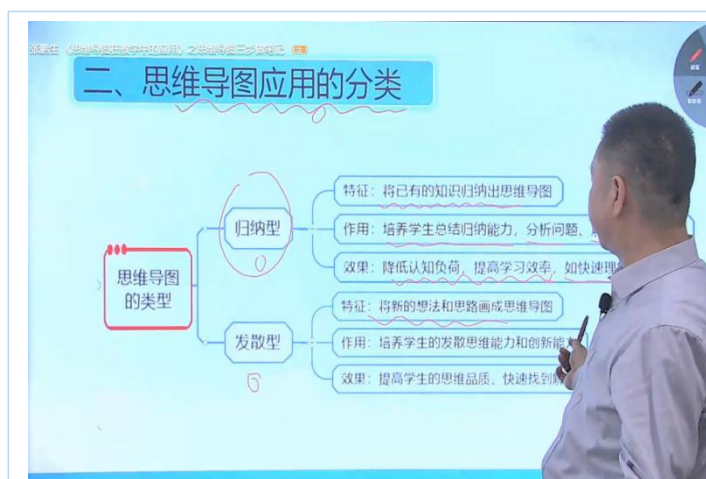 二、思维导图应用的分类
思维导图
的类型
归纳型
特征：将已有的知识归纳出思维导图
作用：培养学生总结归纳能力，分析问题、
效果：降低认知负荷，提高学习效率，如快速理
发散型
特征：将新的想法和思路画成思维导图
作用：培养学生的发散思维能力和创新能
效果：提高学生的思维品质，快速找到